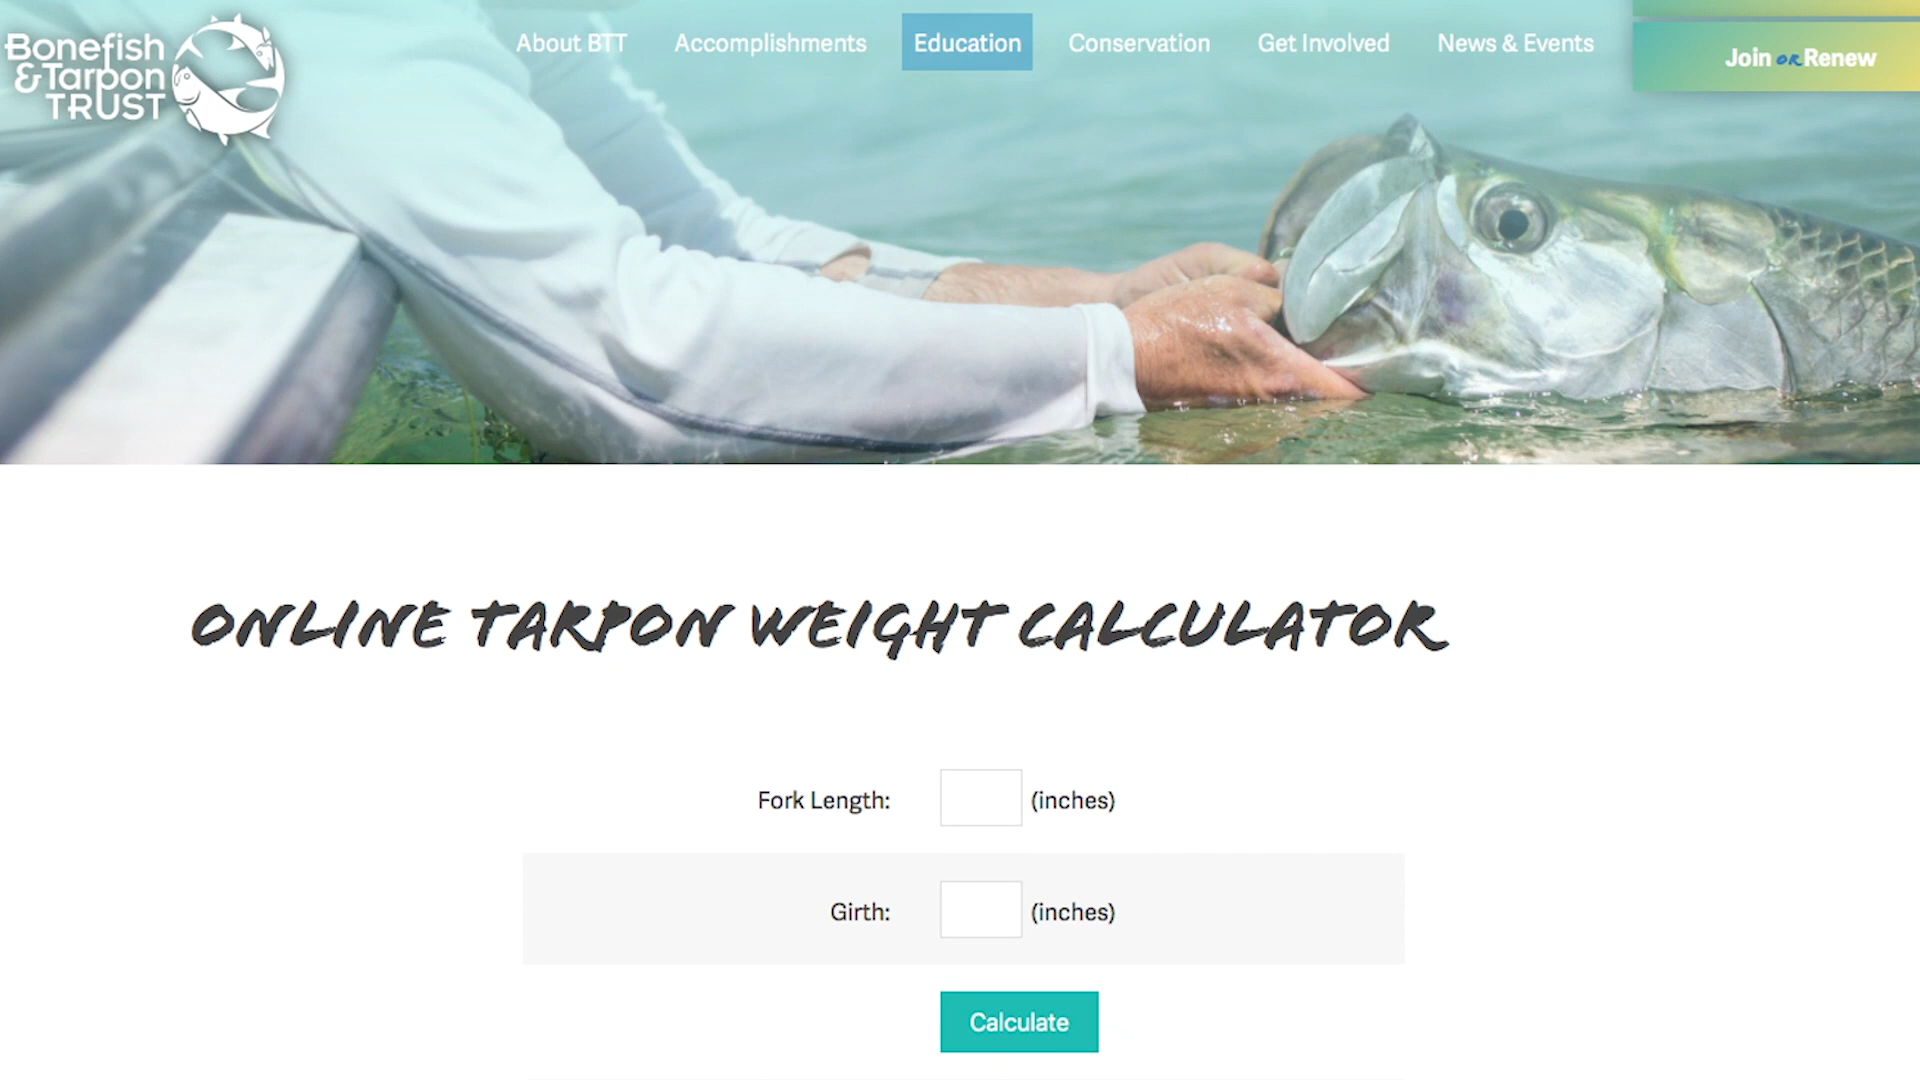 Bonefish
& Tarpon
TRUST
About BTT
Accomplishments
Education
Conservation
Get Involved
News & Events
Join or Renew
ONLINE TARPON WEIGHT CALCULATOR
Fork Length: (inches)
Girth: (inches)
Calculate